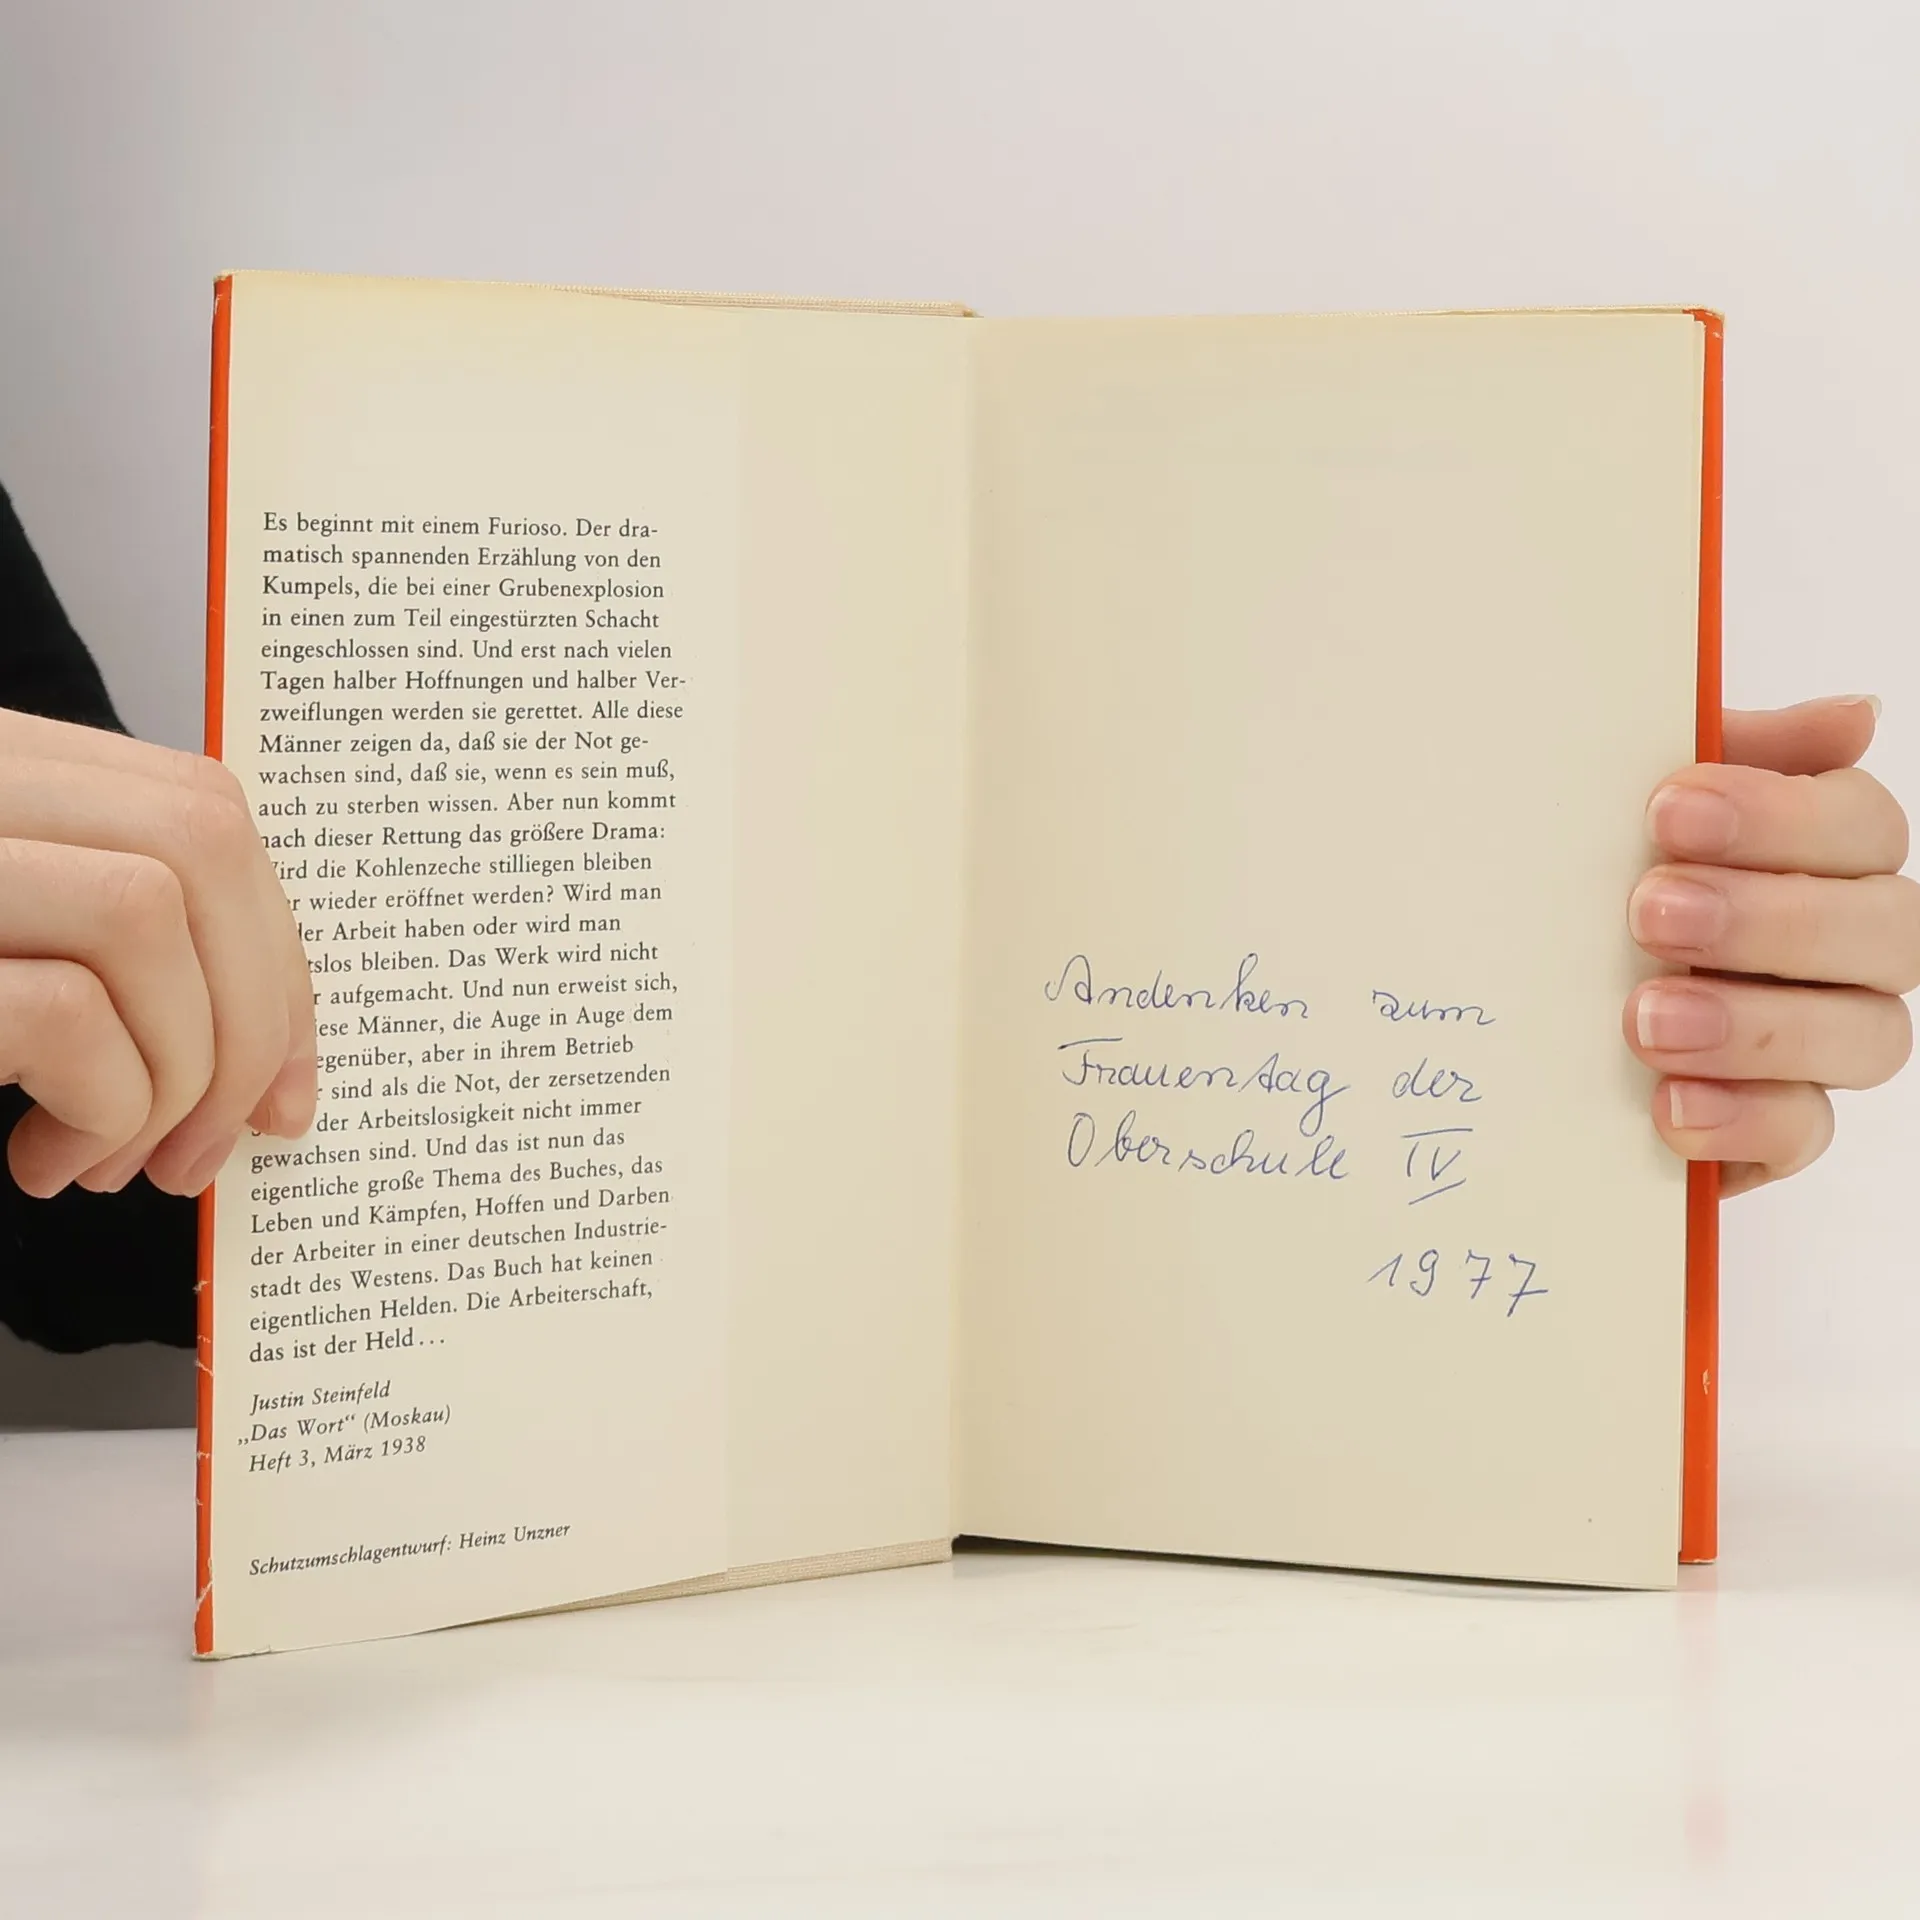 Es beginnt mit einem Furioso. Der dra-
matisch spannenden Erzählung von den
Kumpels, die bei einer Grubenexplosion
in einen zum Teil eingestürzten Schacht
eingeschlossen sind. Und erst nach vielen
Tagen halber Hoffnungen und halber Ver-
zweiflungen werden sie gerettet. Alle diese
Männer zeigen da, daß sie der Not ge-
wachsen sind, daß sie, wenn es sein muß,
auch zu sterben wissen. Aber nun kommt
nach dieser Rettung das größere Drama:
Wird die Kohlenzeche stilliegen bleiben
wieder eröffnet werden? Wird man
Arbeit haben oder wird man
bleiben. Das Werk wird nicht
aufgemacht. Und nun erweist sich,
Männer, die Auge in Auge dem
aber in ihrem Betrieb
sind als die Not, der zersetzenden
der Arbeitslosigkeit nicht immer
gewachsen sind. Und das ist nun das
eigentliche große Thema des Buches, das
Leben und Kämpfen, Hoffen und Darben
der Arbeiter in einer deutschen Industrie-
stadt des Westens. Das Buch hat keinen
eigentlichen Helden. Die Arbeiterschaft,
das ist der Held...
Justin Steinfeld
„Das Wort“ (Moskau)
Heft 3, März 1938
Schutzumschlagentwurf: Heinz Unzner
Andenken zum
Frauentag der
Oberschule IV
1977